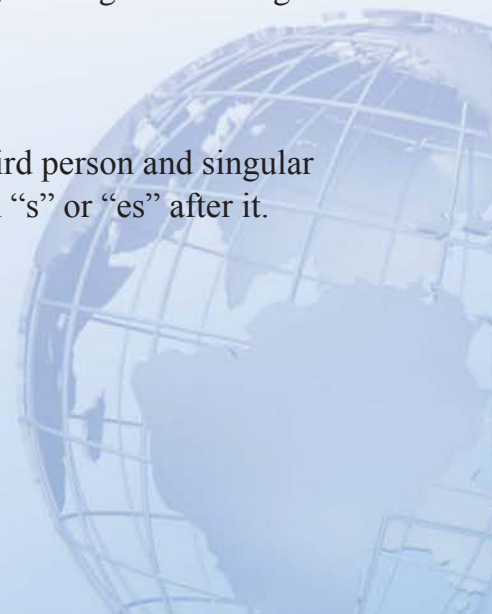 ird person and singular
“s” or “es” after it.